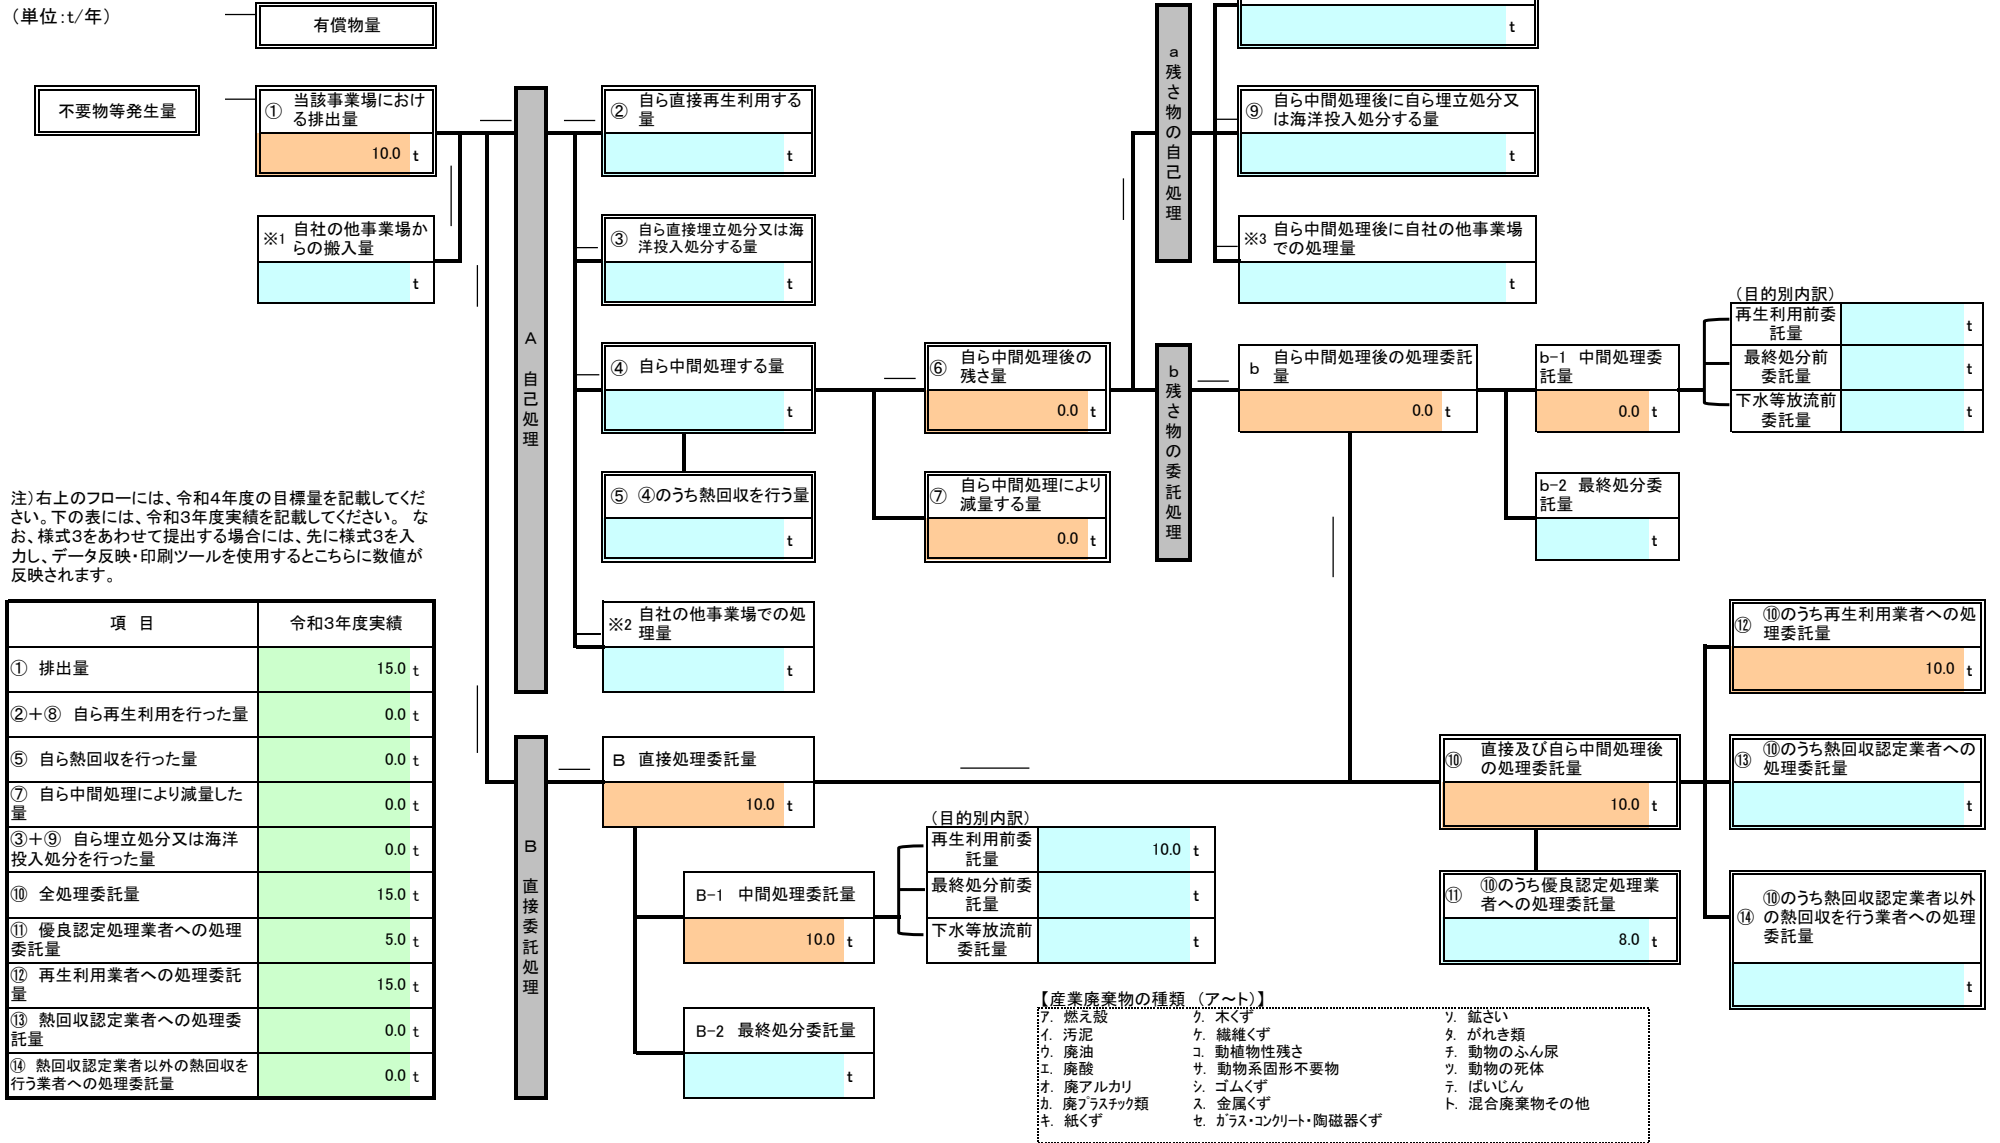 （単位:t/年）
有償物量
t
不要物等発生量
① 当該事業場におけ
る排出量
10.0 t
※1 自社の他事業場か
らの搬入量
t
A 自己処理
② 自ら直接再生利用する
量
t
③ 自ら直接埋立処分又は海
洋投入処分する量
t
④ 自ら中間処理する量
t
⑤ ④のうち熱回収を行う量
t
※2 自社の他事業場での処
理量
t
⑥ 自ら中間処理後の
残さ量
0.0 t
⑦ 自ら中間処理により
減量する量
0.0 t
a 残さ物の自己処理
⑨ 自ら中間処理後に自ら埋立処分又
は海洋投入処分する量
t
※3 自ら中間処理後に自社の他事業場
での処理量
t
b 残さ物の委託処理
b 自ら中間処理後の処理委託
量
0.0 t
b-1 中間処理委
託量
0.0 t
b-2 最終処分委
託量
t
（目的別内訳）
再生利用前委
託量
t
最終処分前
委託量
t
下水等放流前
委託量
t
注）右上のフローには、令和4年度の目標量を記載してくだ
さい。下の表には、令和3年度実績を記載してください。 な
お、様式3をあわせて提出する場合には、先に様式3を入
力し、データ反映・印刷ツールを使用するとこちらに数値が
反映されます。
項 目 令和3年度実績
① 排出量 15.0 t
②＋⑧ 自ら再生利用を行った量 0.0 t
⑤ 自ら熱回収を行った量 0.0 t
⑦ 自ら中間処理により減量した
量 0.0 t
③＋⑨ 自ら埋立処分又は海洋
投入処分を行った量 0.0 t
⑩ 全処理委託量 15.0 t
⑪ 優良認定処理業者への処理
委託量 5.0 t
⑫ 再生利用業者への処理委託
量 15.0 t
⑬ 熱回収認定業者への処理委
託量 0.0 t
⑭ 熱回収認定業者以外の熱回収を
行う業者への処理委託量 0.0 t
B 直接委託処理
B 直接処理委託量
10.0 t
B-1 中間処理委託量
10.0 t
B-2 最終処分委託量
t
（目的別内訳）
再生利用前委
託量
10.0 t
最終処分前委
託量
t
下水等放流前
委託量
t
⑩ 直接及び自ら中間処理後
の処理委託量
10.0 t
⑪ ⑩のうち優良認定処理業
者への処理委託量
8.0 t
⑫ ⑩のうち再生利用業者への処
理委託量
10.0 t
⑬ ⑩のうち熱回収認定業者への
処理委託量
t
⑭ ⑩のうち熱回収認定業者以外
の熱回収を行う業者への処理
委託量
t
【産業廃棄物の種類 （ア～ト）】
ア. 燃え殻 ク. 木くず ソ. 鉱さい
イ. 汚泥 ケ. 繊維くず タ. がれき類
ウ. 廃油 コ. 動植物性残さ チ. 動物のふん尿
エ. 廃酸 サ. 動物系固形不要物 ツ. 動物の死体
オ. 廃アルカリ シ. ゴムくず テ. ばいじん
カ. 廃プラスチック類 ス. 金属くず ト. 混合廃棄物その他
キ. 紙くず セ. ガラス・コンクリート・陶磁器くず